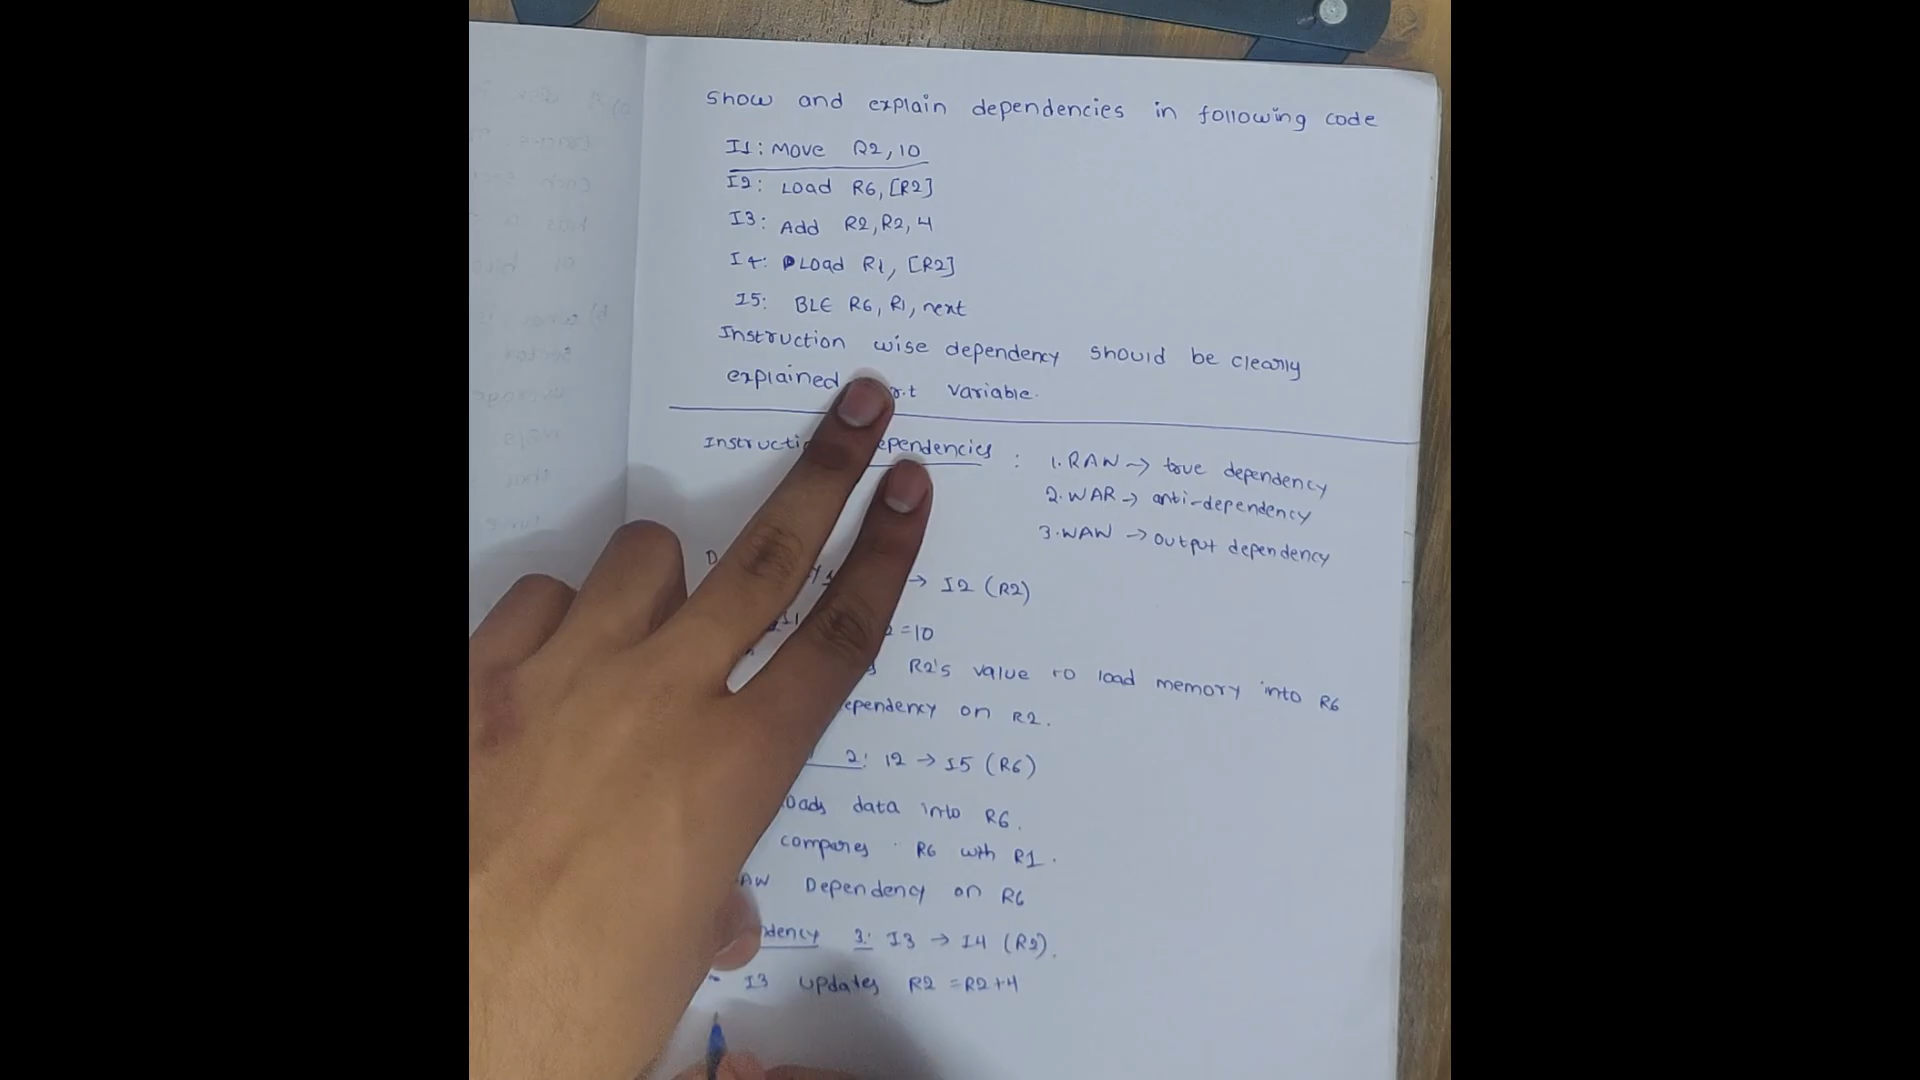 Show and explain dependencies in following code
I1: Move R2, 10
I2: Load R6, [R2]
I3: Add R2, R2, 4
I4: Load R1, [R2]
I5: BLE R6, R1, next
Instruction wise dependency should be clearly
explained r.t variable.
Instructi ependencies : 1. RAW -> true dependency
2. WAR -> anti-dependency
3. WAW -> output dependency
-> I2 (R2)
I1 =10
R2's value to load memory into R6
ependency on R2.
2: I2 -> I5 (R6)
oads data into R6.
compares R6 with R1.
AW Dependency on R6
ndency 3: I3 -> I4 (R2).
- I3 updates R2 = R2+4